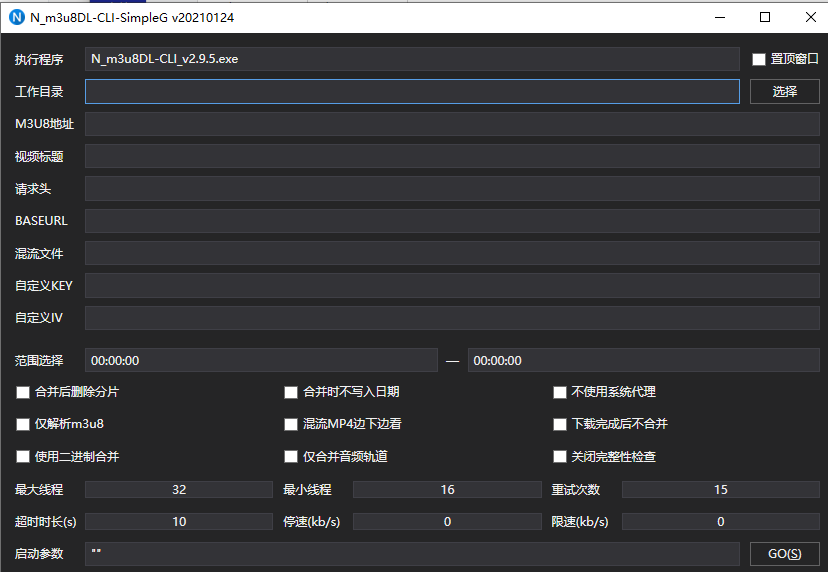 N_m3u8DL-CLI-SimpleG v20210124
执行程序 N_m3u8DL-CLI_v2.9.5.exe 置顶窗口
工作目录 选择
M3U8地址
视频标题
请求头
BASEURL
混流文件
自定义KEY
自定义IV
范围选择 00:00:00 — 00:00:00
合并后删除分片 合并时不写入日期 不使用系统代理
仅解析m3u8 混流MP4边下边看 下载完成后不合并
使用二进制合并 仅合并音频轨道 关闭完整性检查
最大线程 32 最小线程 16 重试次数 15
超时时长(s) 10 停速(kb/s) 0 限速(kb/s) 0
启动参数 "" GO(S)